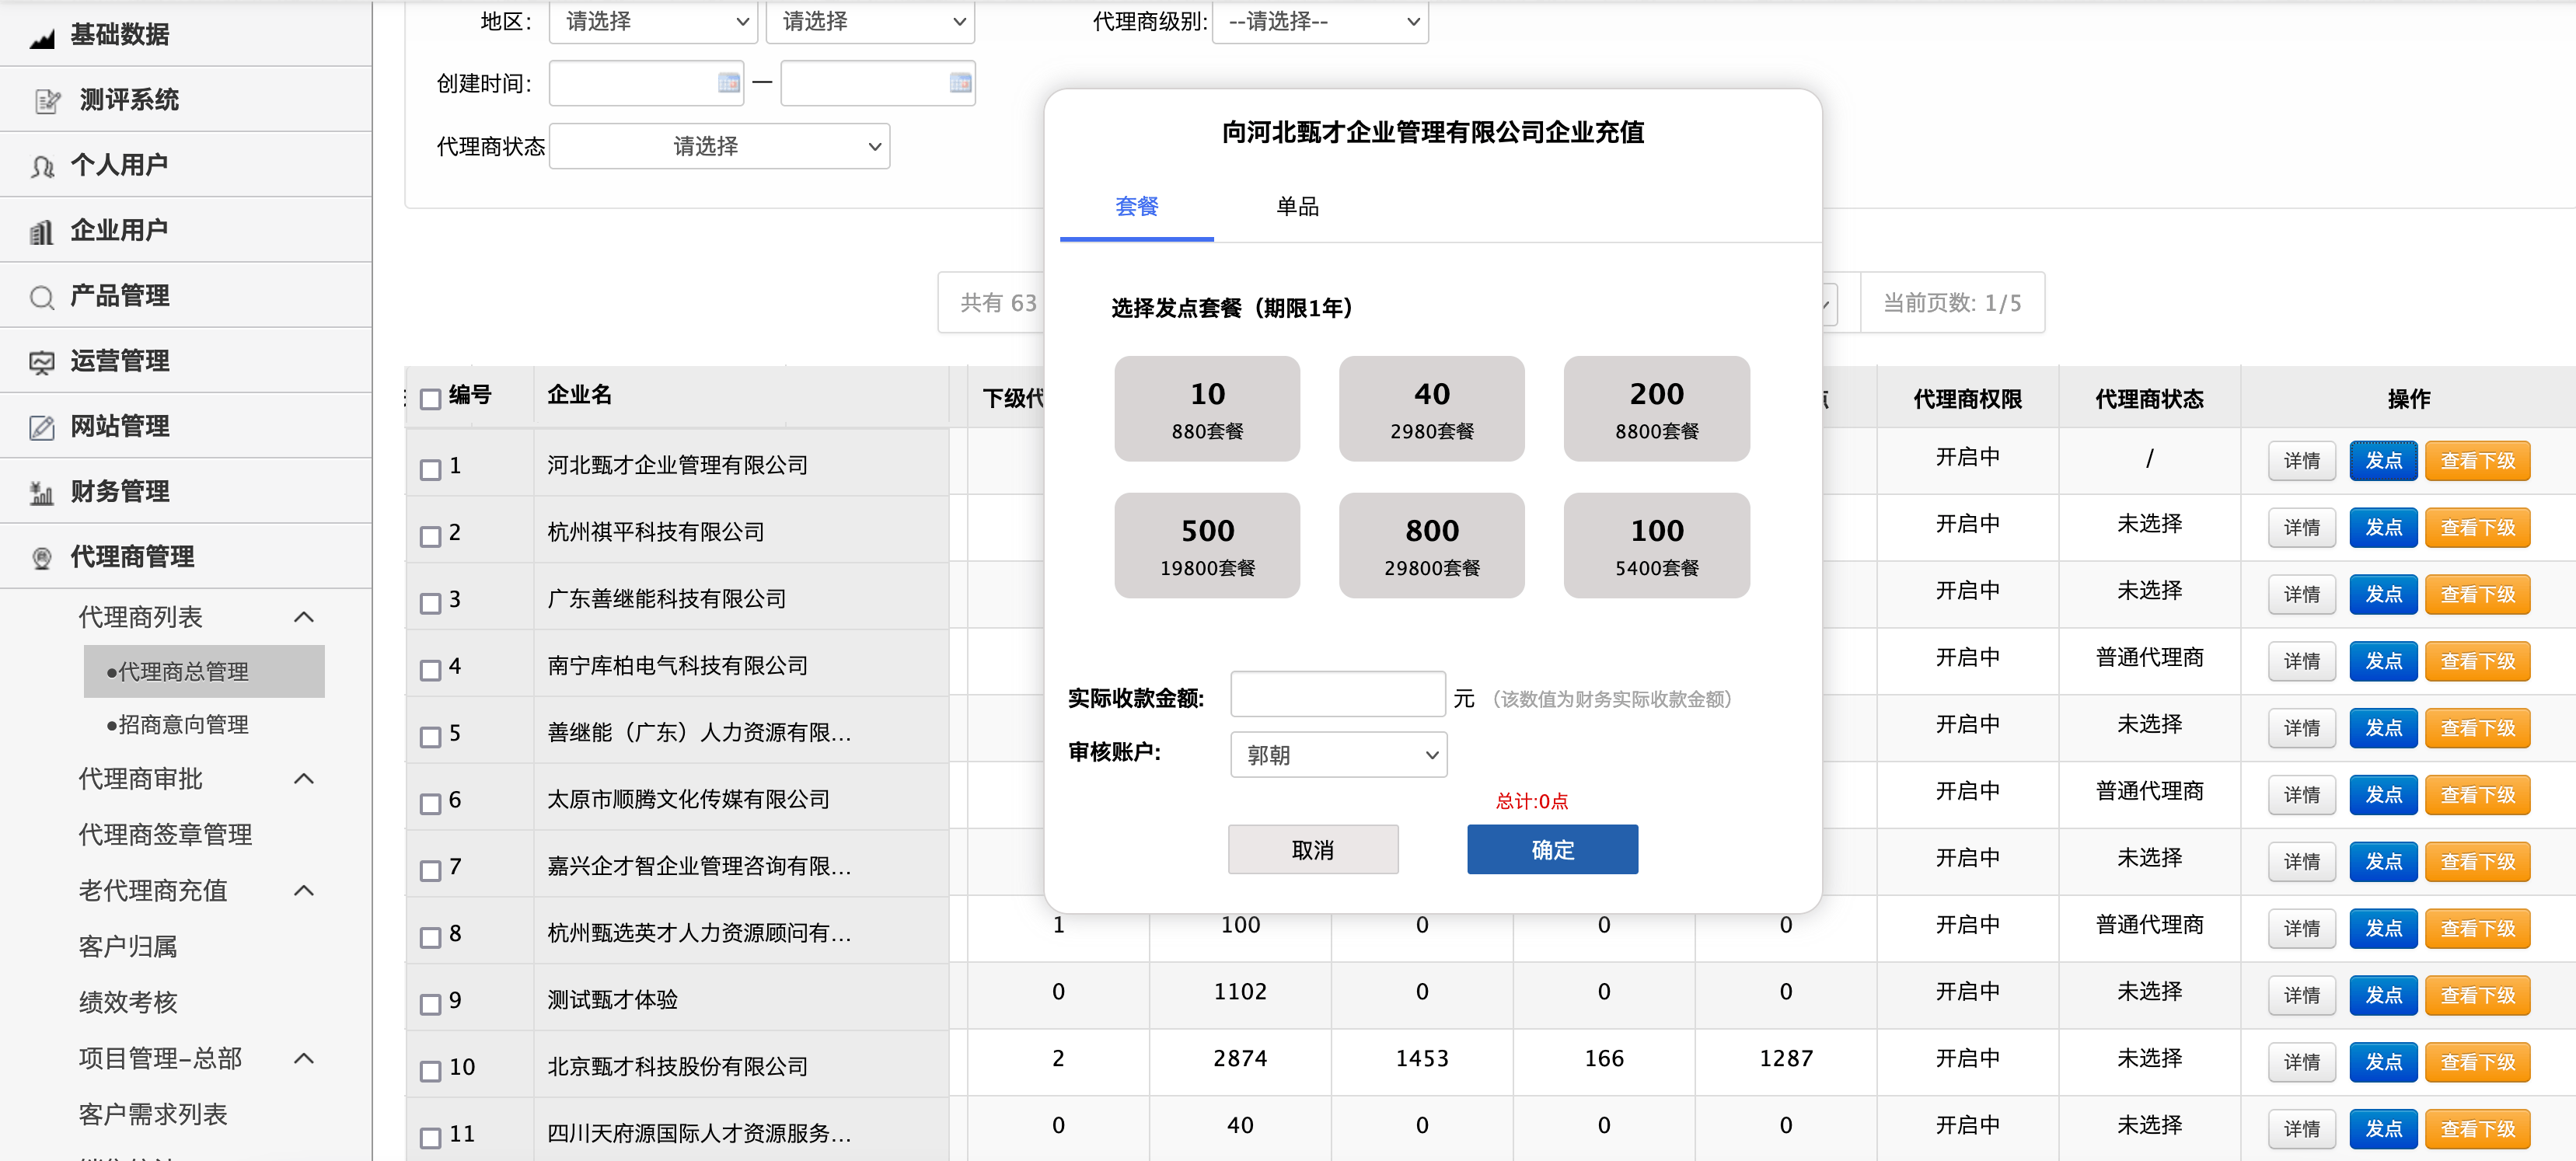 基础数据
测评系统
个人用户
企业用户
产品管理
运营管理
网站管理
财务管理
代理商管理
代理商列表
●代理商总管理
●招商意向管理
代理商审批
代理商签章管理
老代理商充值
客户归属
绩效考核
项目管理-总部
客户需求列表
地区: 请选择 请选择 代理商级别: --请选择--
创建时间: —
代理商状态 请选择
共有 63
当前页数: 1/5
编号 企业名 下级代 代理商权限 代理商状态 操作
1 河北甄才企业管理有限公司 开启中 / 详情 发点 查看下级
2 杭州祺平科技有限公司 开启中 未选择 详情 发点 查看下级
3 广东善继能科技有限公司 开启中 未选择 详情 发点 查看下级
4 南宁库柏电气科技有限公司 开启中 普通代理商 详情 发点 查看下级
5 善继能（广东）人力资源有限... 开启中 未选择 详情 发点 查看下级
6 太原市顺腾文化传媒有限公司 开启中 普通代理商 详情 发点 查看下级
7 嘉兴企才智企业管理咨询有限... 开启中 未选择 详情 发点 查看下级
8 杭州甄选英才人力资源顾问有... 1 100 0 0 0 开启中 普通代理商 详情 发点 查看下级
9 测试甄才体验 0 1102 0 0 0 开启中 未选择 详情 发点 查看下级
10 北京甄才科技股份有限公司 2 2874 1453 166 1287 开启中 未选择 详情 发点 查看下级
11 四川天府源国际人才资源服务... 0 40 0 0 0 开启中 未选择 详情 发点 查看下级
向河北甄才企业管理有限公司企业充值
套餐 单品
选择发点套餐（期限1年）
10 40 200
880套餐 2980套餐 8800套餐
500 800 100
19800套餐 29800套餐 5400套餐
实际收款金额: 元 （该数值为财务实际收款金额）
审核账户: 郭朝
总计:0点
取消 确定